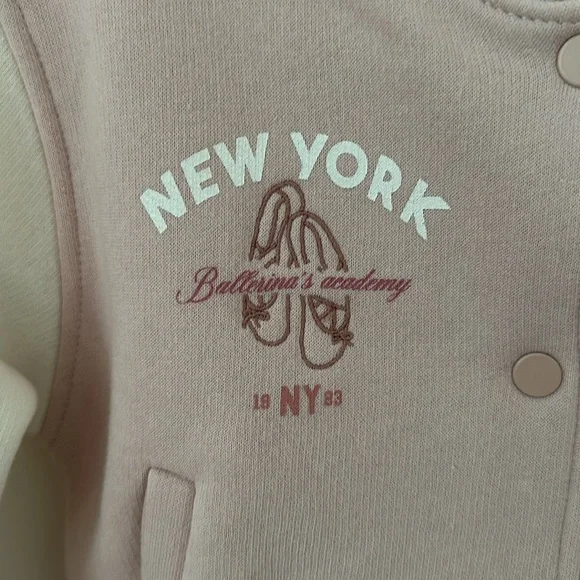 NEW YORK
Ballerina's academy
19 NY 93